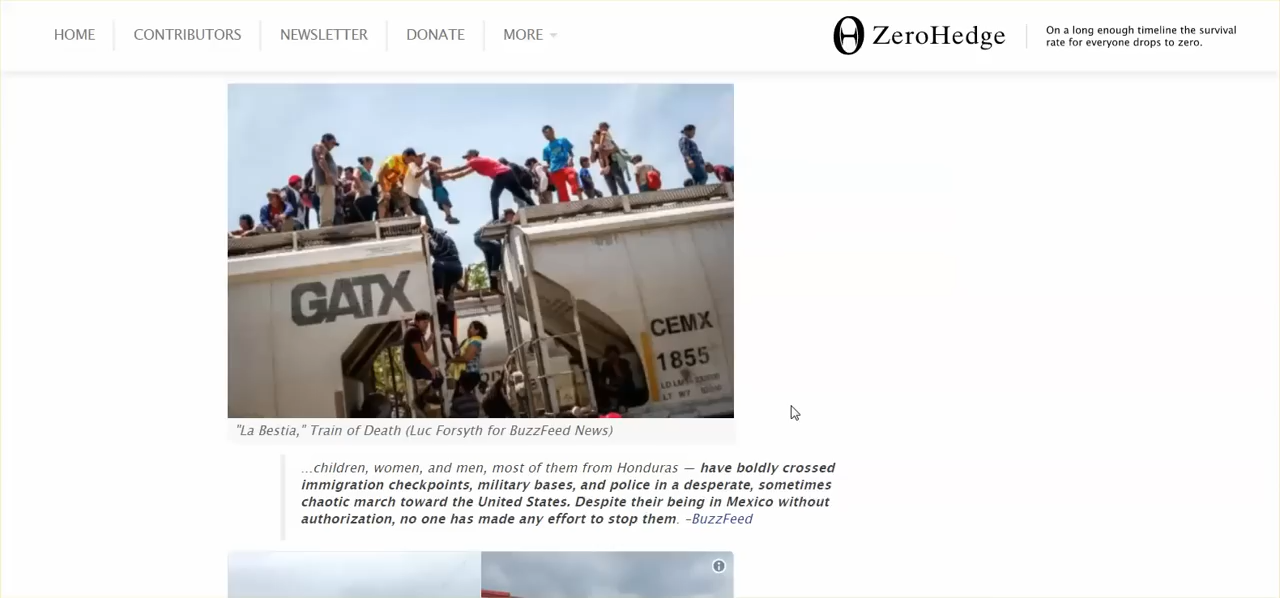 HOME CONTRIBUTORS NEWSLETTER DONATE MORE
ZeroHedge
On a long enough timeline the survival
rate for everyone drops to zero.
GATX
CEMX
1855
"La Bestia," Train of Death (Luc Forsyth for BuzzFeed News)
...children, women, and men, most of them from Honduras — have boldly crossed
immigration checkpoints, military bases, and police in a desperate, sometimes
chaotic march toward the United States. Despite their being in Mexico without
authorization, no one has made any effort to stop them. –BuzzFeed